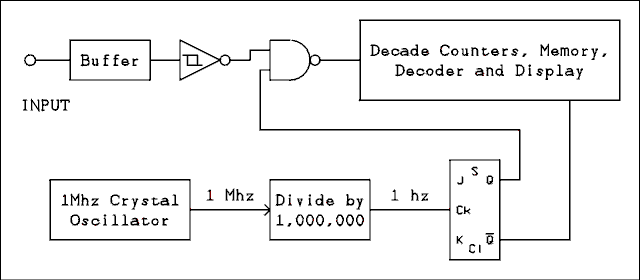 Buffer
Decade Counters, Memory,
Decoder and Display
INPUT
1Mhz Crystal
Oscillator
1 Mhz
Divide by
1,000,000
1 hz
S
J Q
Ck
K Q̅
Cl